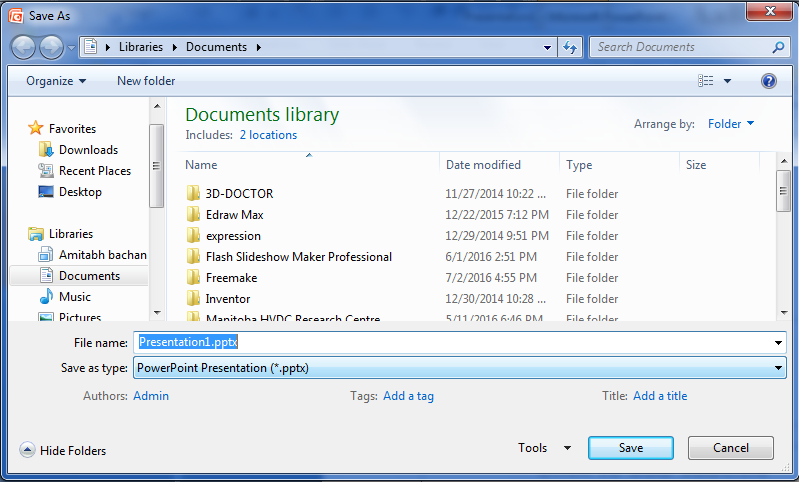 Save As
Libraries Documents
Search Documents
Organize New folder
Documents library
Includes: 2 locations
Arrange by: Folder
Favorites
Downloads
Recent Places
Desktop
Libraries
Amitabh bachan
Documents
Music
Pictures
Name Date modified Type Size
3D-DOCTOR 11/27/2014 10:22 ... File folder
Edraw Max 12/22/2015 7:12 PM File folder
expression 12/29/2014 9:51 PM File folder
Flash Slideshow Maker Professional 6/1/2016 2:51 PM File folder
Freemake 7/2/2016 4:55 PM File folder
Inventor 12/30/2014 10:28 ... File folder
Manitoba HVDC Research Centre 5/11/2016 6:46 PM File folder
File name: Presentation1.pptx
Save as type: PowerPoint Presentation (*.pptx)
Authors: Admin Tags: Add a tag Title: Add a title
Hide Folders Tools Save Cancel